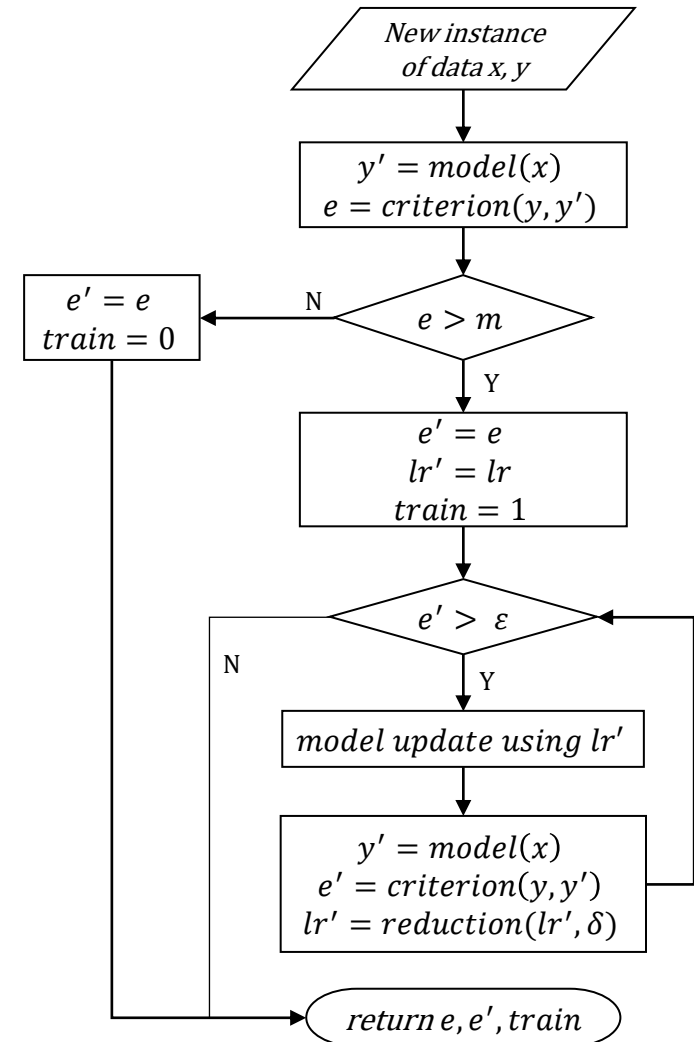 New instance
of data x, y
y′ = model(x)
e = criterion(y, y′)
e > m
N
e′ = e
train = 0
Y
e′ = e
lr′ = lr
train = 1
e′ > ε
N
Y
model update using lr′
y′ = model(x)
e′ = criterion(y, y′)
lr′ = reduction(lr′, δ)
return e, e′, train